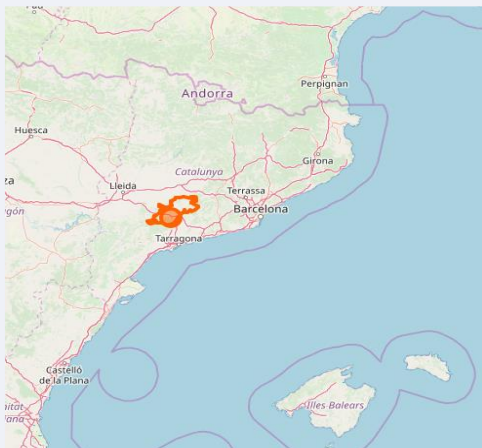 Perpignan
Andorra
Huesca
Girona
Catalunya
Lleida
Terrassa
Barcelona
Tarragona
Castelló
de la Plana
Illes Balears